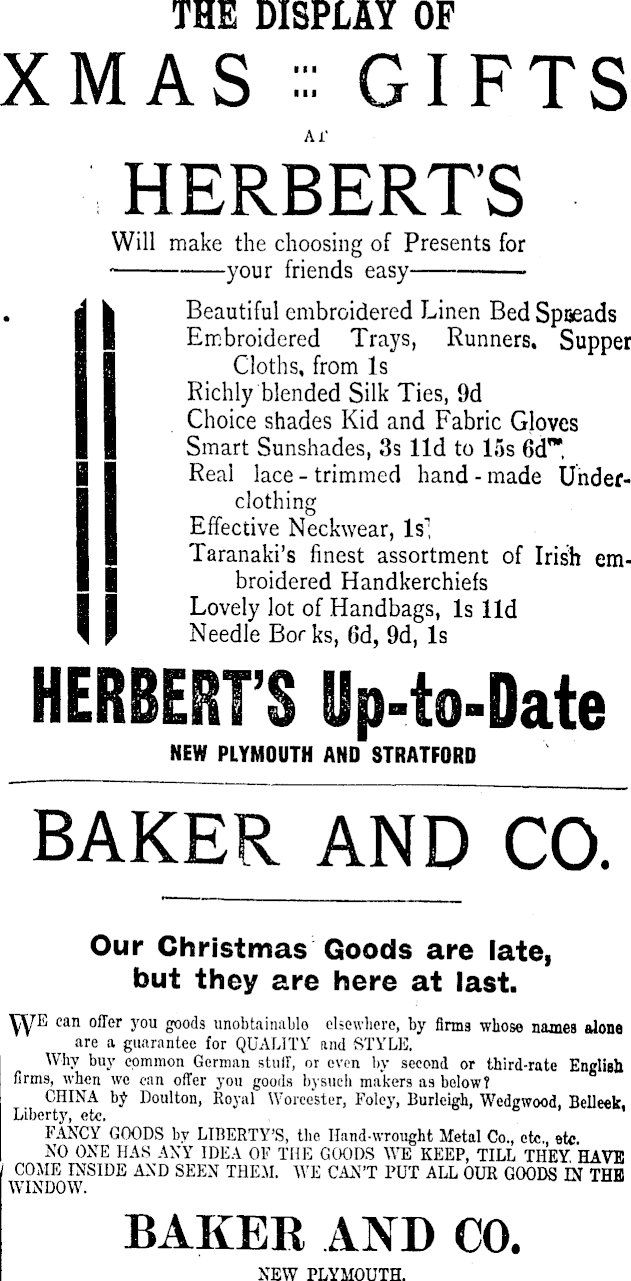 THE DISPLAY OF
XMAS ::: GIFTS
AT
HERBERT'S
Will make the choosing of Presents for
your friends easy
Beautiful embroidered Linen Bed Spreads
Embroidered Trays, Runners, Supper
Cloths, from 1s
Richly blended Silk Ties, 9d
Choice shades Kid and Fabric Gloves
Smart Sunshades, 3s 11d to 15s 6d
Real lace-trimmed hand-made Under-
clothing
Effective Neckwear, 1s
Taranaki's finest assortment of Irish em-
broidered Handkerchiefs
Lovely lot of Handbags, 1s 11d
Needle Books, 6d, 9d, 1s
HERBERT'S Up-to-Date
NEW PLYMOUTH AND STRATFORD
BAKER AND CO.
Our Christmas Goods are late,
but they are here at last.
WE can offer you goods unobtainable elsewhere, by firms whose names alone
are a guarantee for QUALITY and STYLE.
Why buy common German stuff, or even by second or third-rate English
firms, when we can offer you goods bysuch makers as below?
CHINA by Doulton, Royal Worcester, Foley, Burleigh, Wedgwood, Belleek,
Liberty, etc.
FANCY GOODS by LIBERTY'S, the Hand-wrought Metal Co., etc., etc.
NO ONE HAS ANY IDEA OF THE GOODS WE KEEP, TILL THEY HAVE
COME INSIDE AND SEEN THEM. WE CAN'T PUT ALL OUR GOODS IN THE
WINDOW.
BAKER AND CO.
NEW PLYMOUTH.